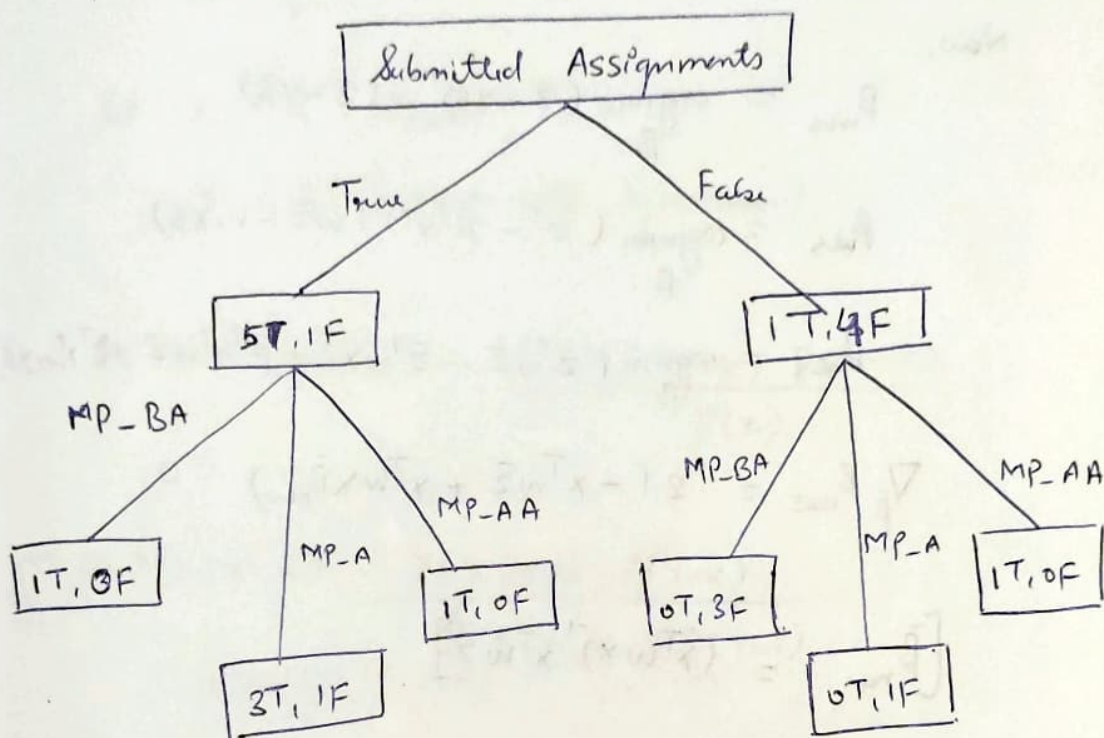 Submitted Assignments
True
False
5T, 1F
1T, 4F
MP_BA
MP_A
MP_AA
MP_BA
MP_A
MP_AA
1T, 0F
1T, 0F
0T, 3F
1T, 0F
3T, 1F
0T, 1F